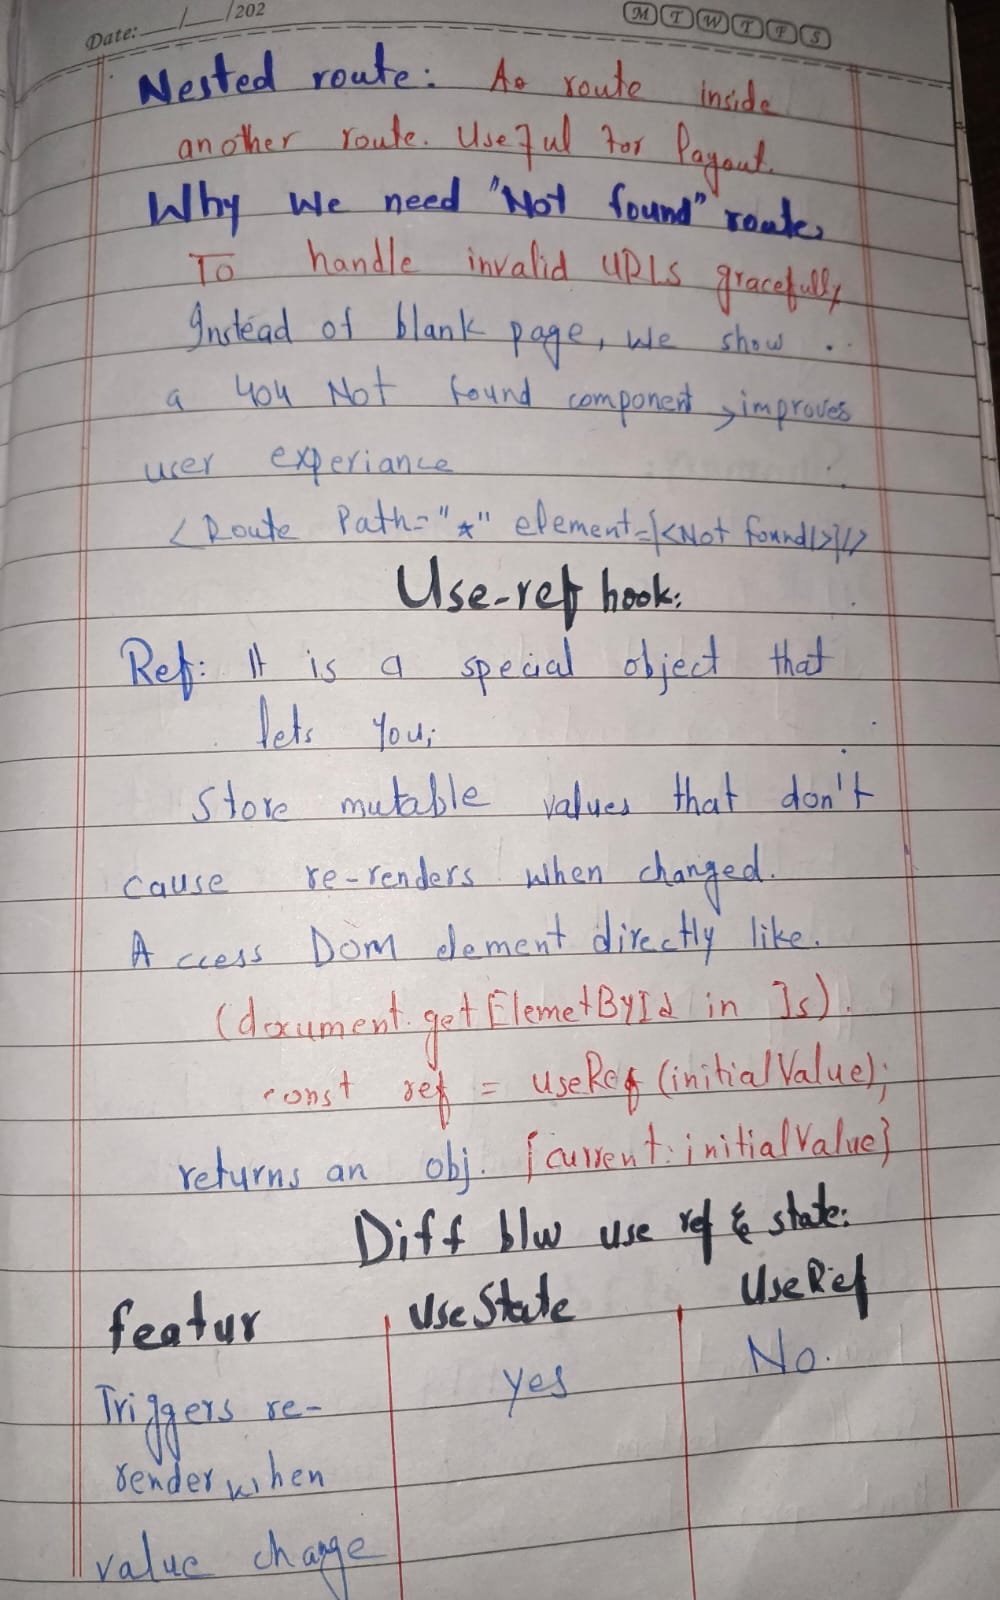 Date: __/__/202
M T W T F S
Nested route: A route inside
another route. Useful for Layout.
Why We need "Not found" route,
To handle invalid URLs gracefully
Instead of blank page, we show
a 404 Not found component, improves
user experiance
<Route Path="*" element={<Not found/>}/>
Use-ref hook:
Ref: It is a special object that
lets you;
Store mutable values that don't
cause re-renders when changed.
Access DOM element directly like.
(document.getElemetById in Js).
const ref = useRef (initialValue);
returns an obj. {current: initialValue}
Diff b/w use ref & state:
featur UseState UseRef
Triggers re- yes No.
render when
value change